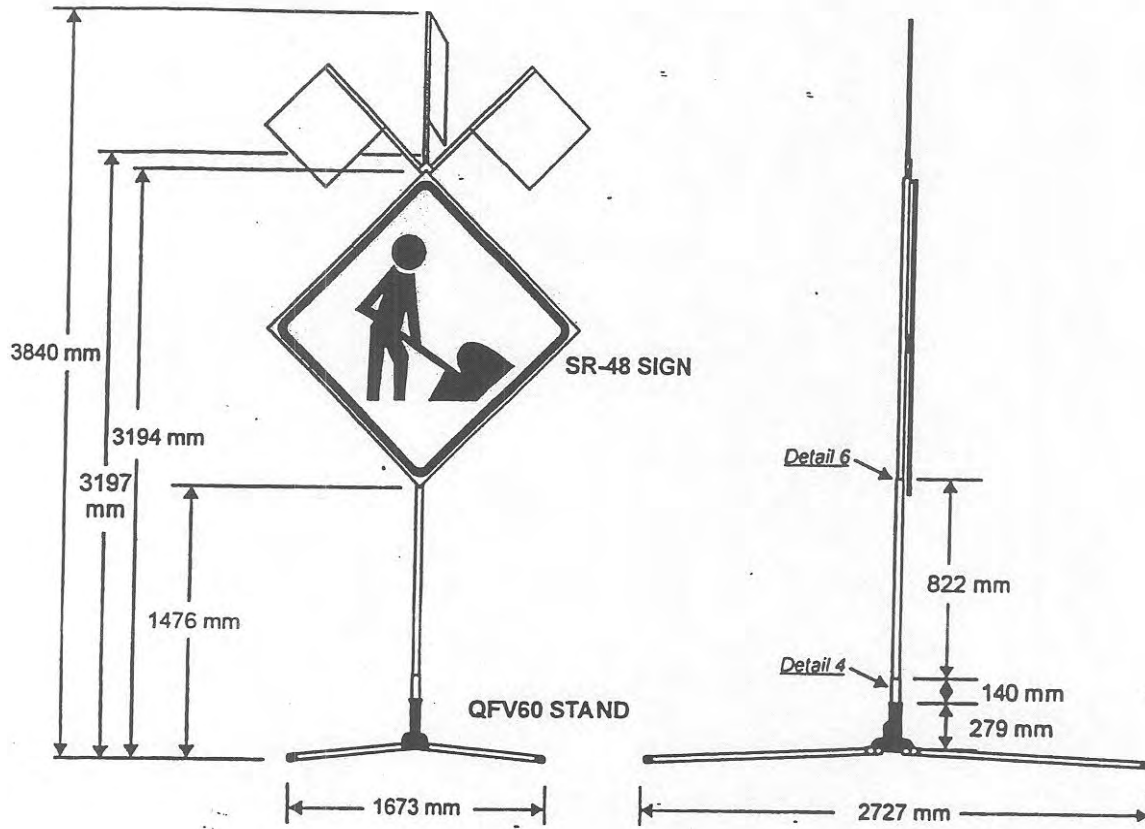 3840 mm
3194 mm
3197
mm
1476 mm
SR-48 SIGN
QFV60 STAND
1673 mm
Detail 6
822 mm
Detail 4
140 mm
279 mm
2727 mm